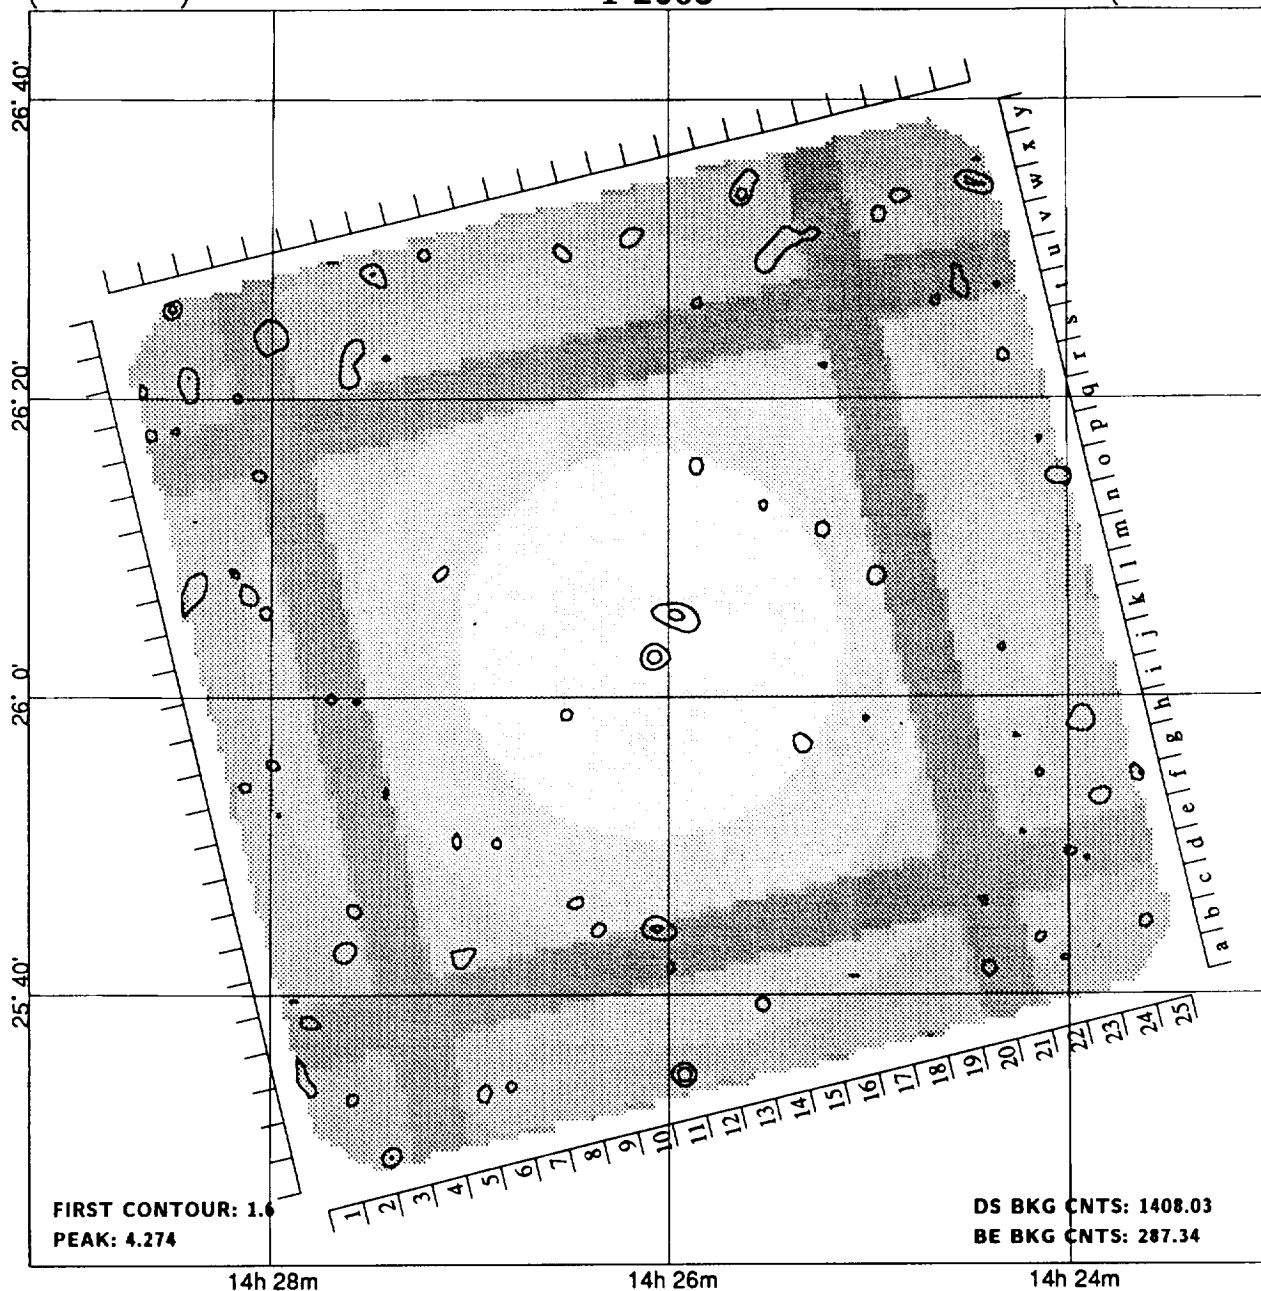 26° 40'
26° 20'
26° 0'
25° 40'
y
x
w
v
u
t
s
r
q
p
o
n
m
l
k
j
i
h
g
f
e
d
c
b
a
1 2 3 4 5 6 7 8 9 10 11 12 13 14 15 16 17 18 19 20 21 22 23 24 25
FIRST CONTOUR: 1.6
PEAK: 4.274
DS BKG CNTS: 1408.03
BE BKG CNTS: 287.34
14h 28m 14h 26m 14h 24m